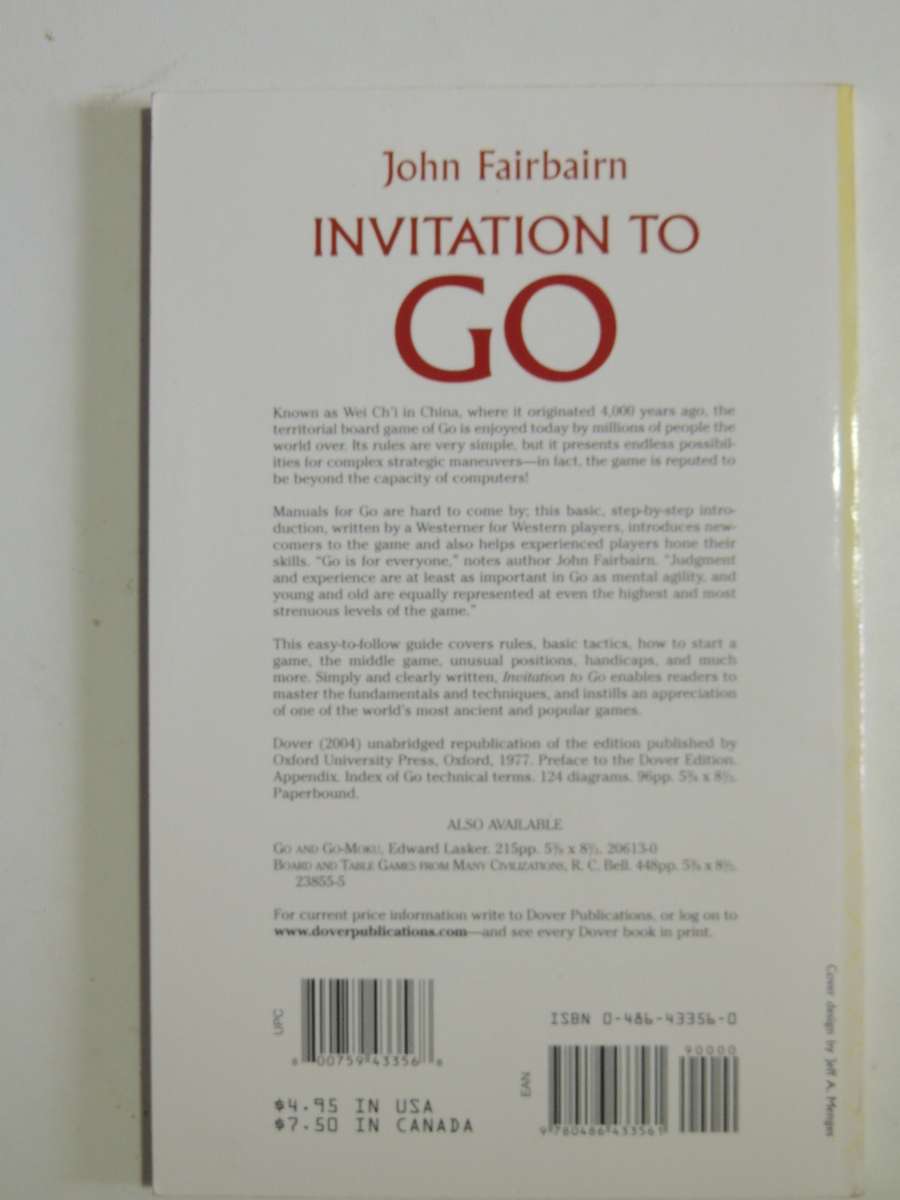 John Fairbairn
INVITATION TO
GO
Known as Wei Ch'i in China, where it originated 4,000 years ago, the
territorial board game of Go is enjoyed today by millions of people the
world over. Its rules are very simple, but it presents endless possibil-
ities for complex strategic maneuvers—in fact, the game is reputed to
be beyond the capacity of computers!
Manuals for Go are hard to come by; this basic, step-by-step intro-
duction, written by a Westerner for Western players, introduces new-
comers to the game and also helps experienced players hone their
skills. "Go is for everyone," notes author John Fairbairn. "Judgment
and experience are at least as important in Go as mental agility, and
young and old are equally represented at even the highest and most
strenuous levels of the game."
This easy-to-follow guide covers rules, basic tactics, how to start a
game, the middle game, unusual positions, handicaps, and much
more. Simply and clearly written, Invitation to Go enables readers to
master the fundamentals and techniques, and instills an appreciation
of one of the world's most ancient and popular games.
Dover (2004) unabridged republication of the edition published by
Oxford University Press, Oxford, 1977. Preface to the Dover Edition.
Appendix. Index of Go technical terms. 124 diagrams. 96pp. 5⅜ x 8½.
Paperbound.
ALSO AVAILABLE
GO AND GO-MOKU, Edward Lasker. 215pp. 5⅜ x 8½. 20613-0
BOARD AND TABLE GAMES FROM MANY CIVILIZATIONS, R. C. Bell. 448pp. 5⅜ x 8½.
23855-5
For current price information write to Dover Publications, or log on to
www.doverpublications.com—and see every Dover book in print.
UPC
8 00759 43356 8
$4.95 IN USA
$7.50 IN CANADA
ISBN 0-486-43356-0
90000
EAN
9 780486 433561
Cover design by Jeff A. Menges